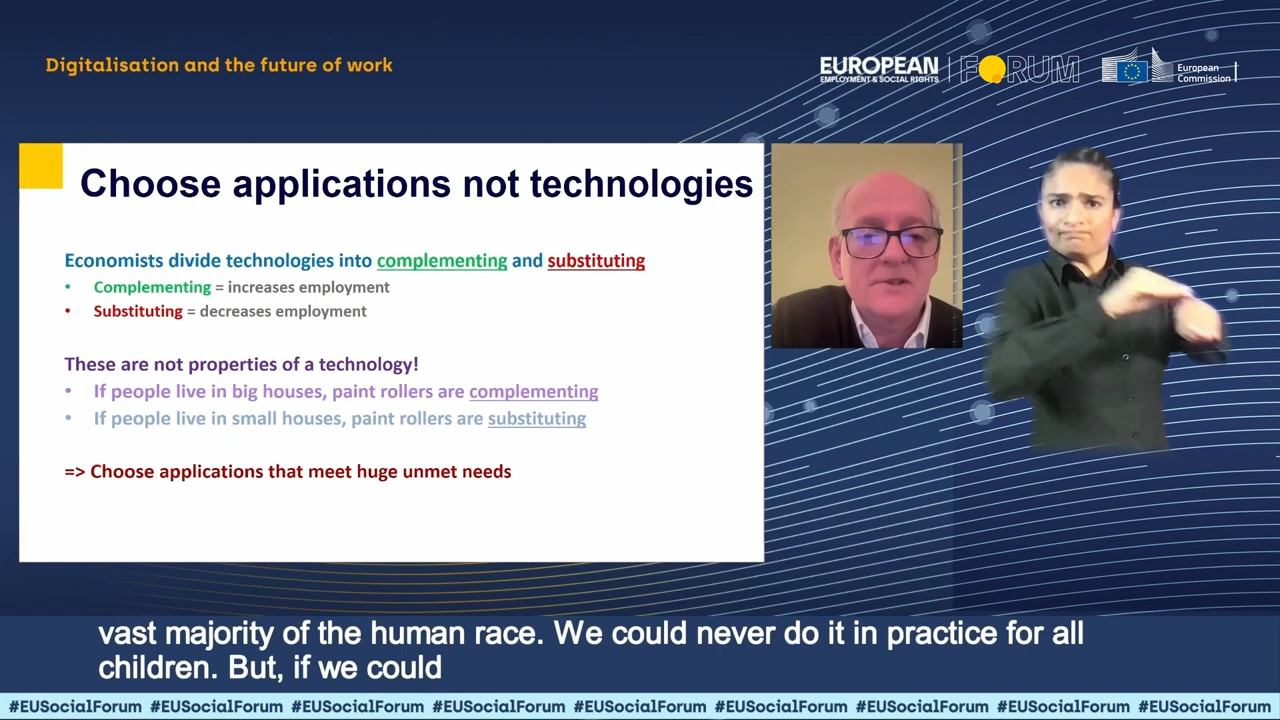 Digitalisation and the future of work
EUROPEAN
EMPLOYMENT & SOCIAL RIGHTS
FORUM
European
Commission
Choose applications not technologies
Economists divide technologies into complementing and substituting
• Complementing = increases employment
• Substituting = decreases employment
These are not properties of a technology!
• If people live in big houses, paint rollers are complementing
• If people live in small houses, paint rollers are substituting
=> Choose applications that meet huge unmet needs
vast majority of the human race. We could never do it in practice for all
children. But, if we could
#EUSocialForum #EUSocialForum #EUSocialForum #EUSocialForum #EUSocialForum #EUSocialForum #EUSocialForum #EUSocialForum #EUSocialForum